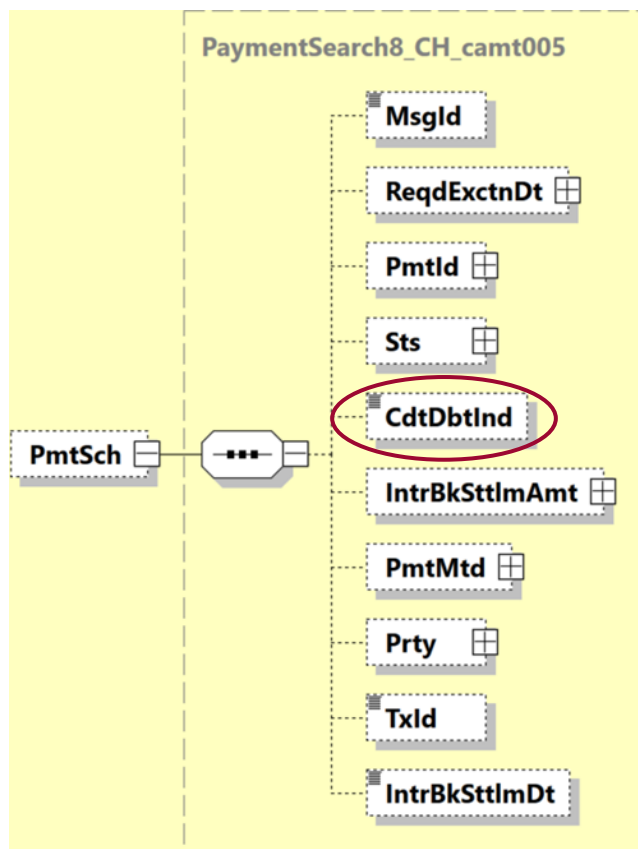 PaymentSearch8_CH_camt005
MsgId
ReqdExctnDt
PmtId
Sts
CdtDbtInd
PmtSch
IntrBkSttlmAmt
PmtMtd
Prty
TxId
IntrBkSttlmDt